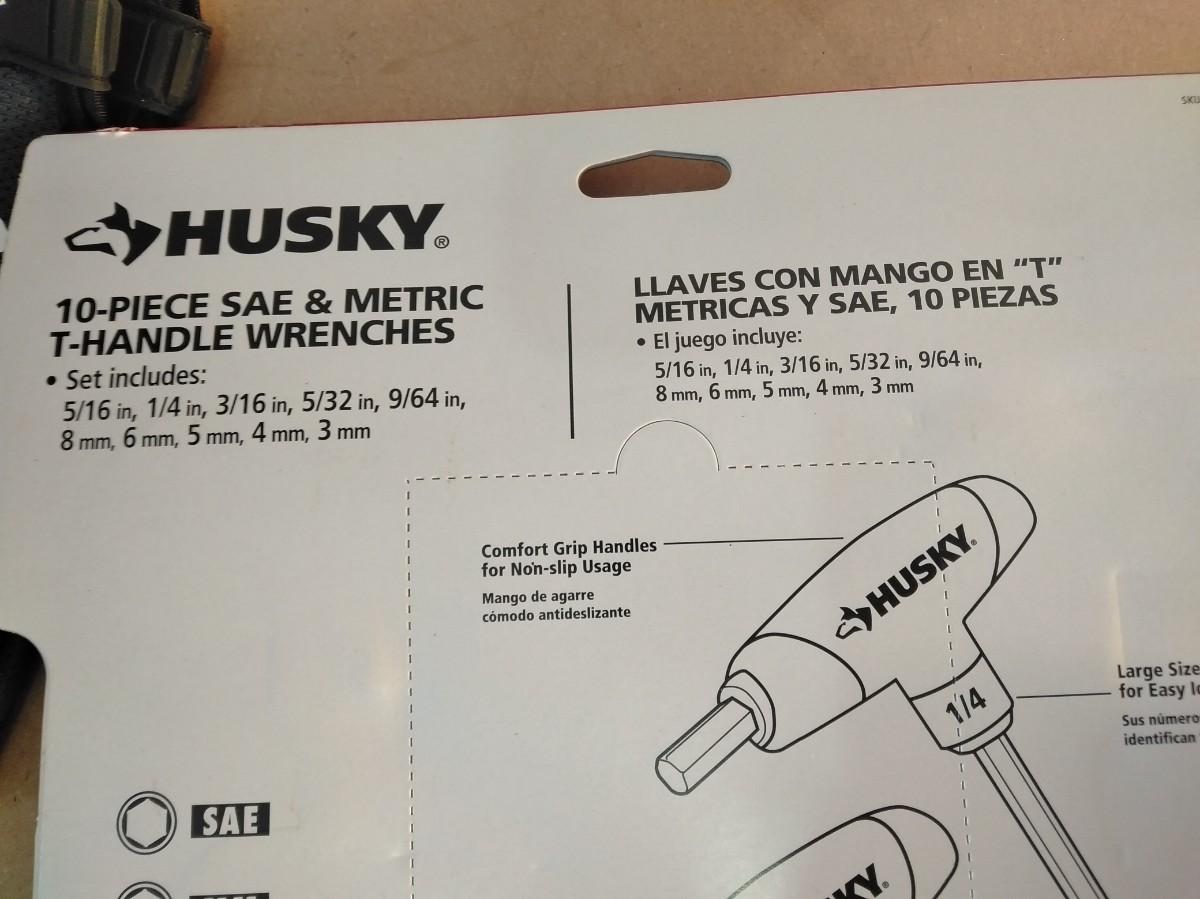 SKU
HUSKY®
10-PIECE SAE & METRIC
T-HANDLE WRENCHES
• Set includes:
5/16 in, 1/4 in, 3/16 in, 5/32 in, 9/64 in,
8 mm, 6 mm, 5 mm, 4 mm, 3 mm
LLAVES CON MANGO EN “T”
METRICAS Y SAE, 10 PIEZAS
• El juego incluye:
5/16 in, 1/4 in, 3/16 in, 5/32 in, 9/64 in,
8 mm, 6 mm, 5 mm, 4 mm, 3 mm
Comfort Grip Handles
for Non-slip Usage
Mango de agarre
cómodo antideslizante
HUSKY®
1/4
Large Size
for Easy
Sus número
identifican
SAE
KY®